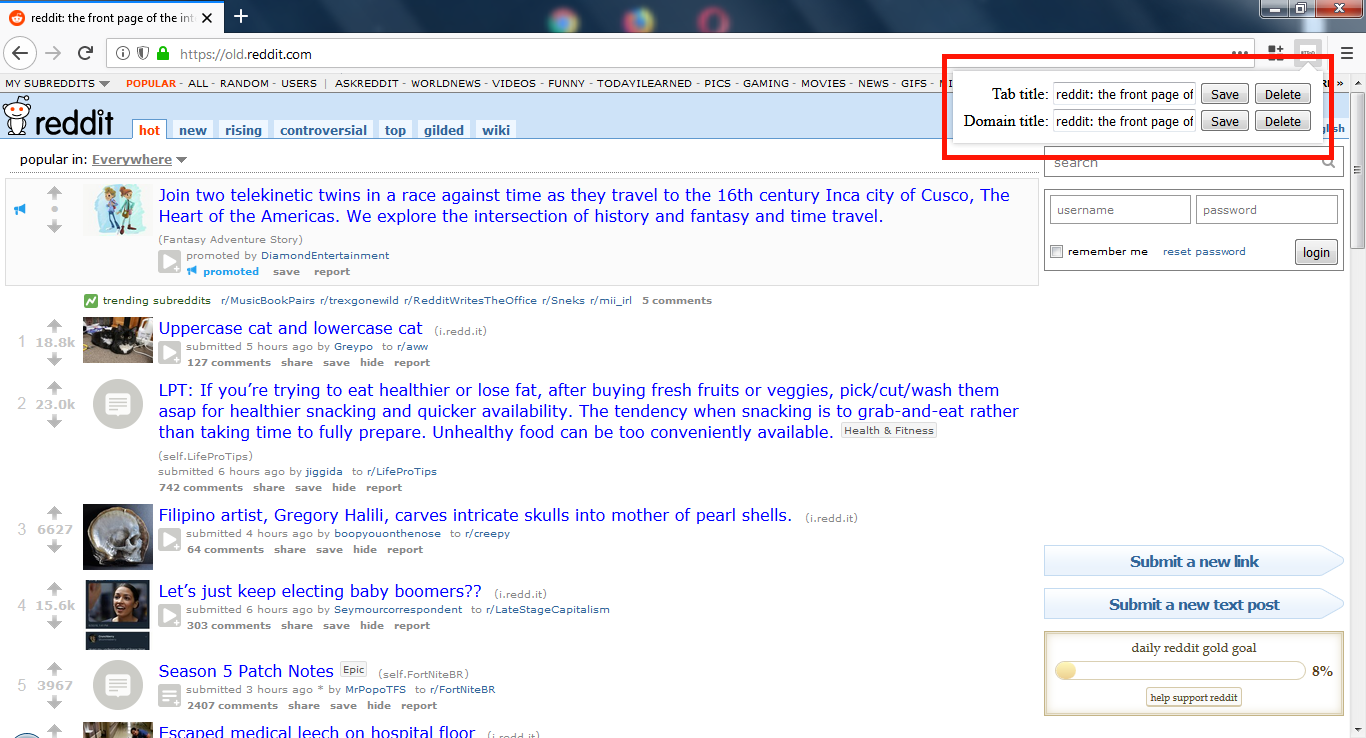 reddit: the front page of the int
https://old.reddit.com
MY SUBREDDITS POPULAR - ALL - RANDOM - USERS | ASKREDDIT - WORLDNEWS - VIDEOS - FUNNY - TODAYILEARNED - PICS - GAMING - MOVIES - NEWS - GIFS -
Tab title: reddit: the front page of Save Delete
Domain title: reddit: the front page of Save Delete
reddit hot new rising controversial top gilded wiki
popular in: Everywhere
search
Join two telekinetic twins in a race against time as they travel to the 16th century Inca city of Cusco, The
Heart of the Americas. We explore the intersection of history and fantasy and time travel.
(Fantasy Adventure Story)
promoted by DiamondEntertainment
promoted save report
username password
remember me reset password login
trending subreddits r/MusicBookPairs r/trexgonewild r/RedditWritesTheOffice r/Sneks r/mii_irl 5 comments
1 18.8k Uppercase cat and lowercase cat (i.redd.it)
submitted 5 hours ago by Greypo to r/aww
127 comments share save hide report
2 23.0k LPT: If you’re trying to eat healthier or lose fat, after buying fresh fruits or veggies, pick/cut/wash them
asap for healthier snacking and quicker availability. The tendency when snacking is to grab-and-eat rather
than taking time to fully prepare. Unhealthy food can be too conveniently available. Health & Fitness
(self.LifeProTips)
submitted 6 hours ago by jiggida to r/LifeProTips
742 comments share save hide report
3 6627 Filipino artist, Gregory Halili, carves intricate skulls into mother of pearl shells. (i.redd.it)
submitted 4 hours ago by boopyouonthenose to r/creepy
64 comments share save hide report
4 15.6k Let’s just keep electing baby boomers?? (i.redd.it)
submitted 6 hours ago by Seymourcorrespondent to r/LateStageCapitalism
303 comments share save hide report
5 3967 Season 5 Patch Notes Epic (self.FortNiteBR)
submitted 3 hours ago * by MrPopoTFS to r/FortNiteBR
2407 comments share save hide report
Escaped medical leech on hospital floor (i.redd.it)
Submit a new link
Submit a new text post
daily reddit gold goal
8%
help support reddit